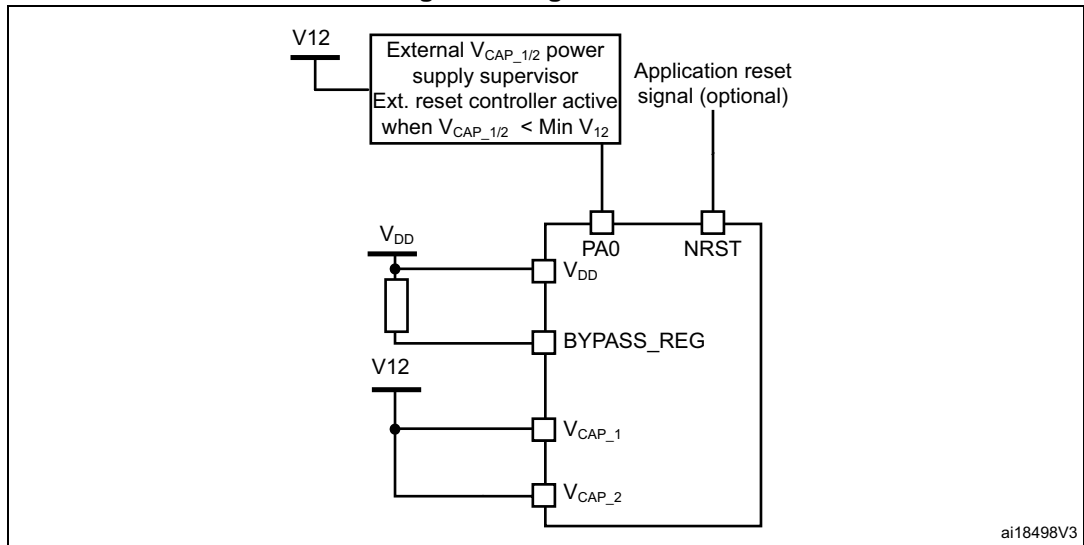 V12
External VCAP_1/2 power
supply supervisor
Ext. reset controller active
when VCAP_1/2 < Min V12
Application reset
signal (optional)
PA0
NRST
VDD
VDD
BYPASS_REG
V12
VCAP_1
VCAP_2
ai18498V3